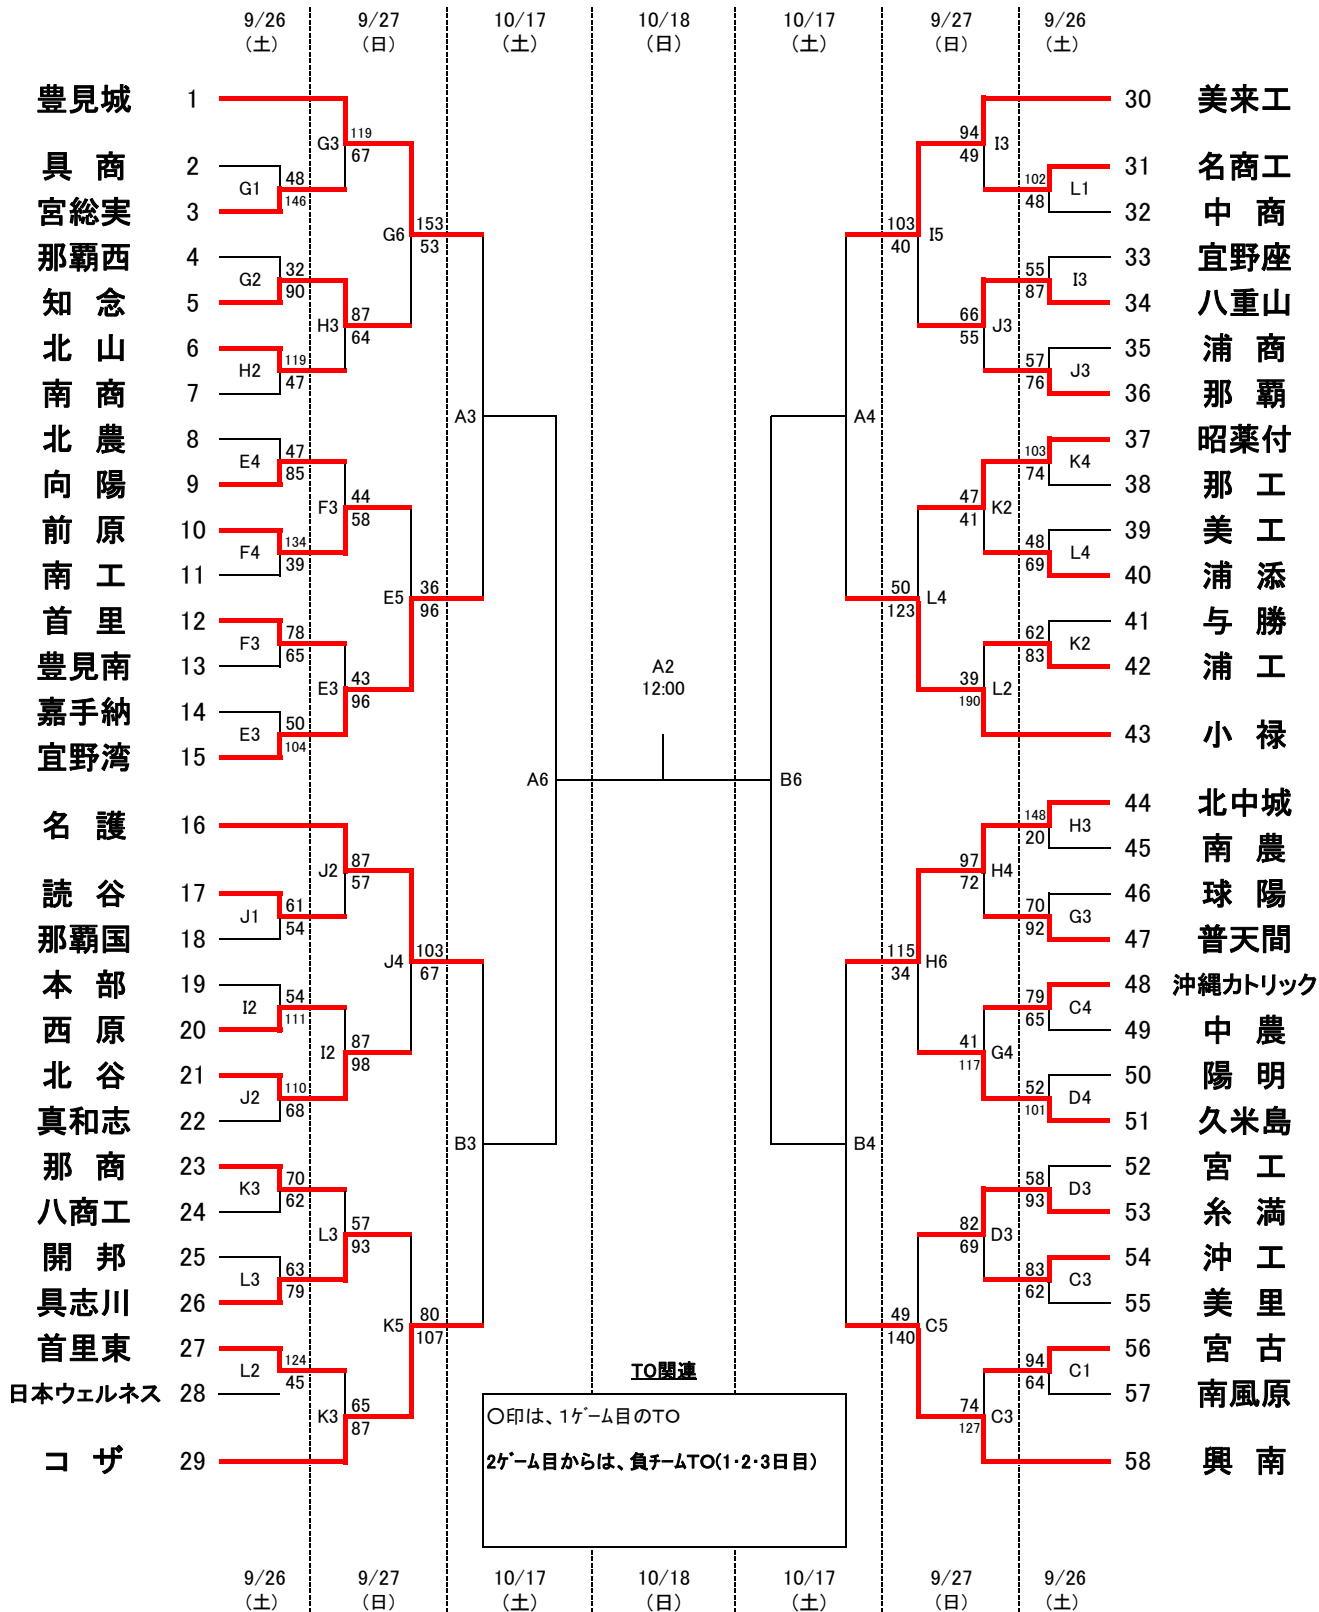 9/26 9/27 10/17 10/18 10/17 9/27 9/26
(土) (日) (土) (日) (土) (日) (土)
豊見城 1
具 商 2
宮総実 3
那覇西 4
知 念 5
北 山 6
南 商 7
北 農 8
向 陽 9
前 原 10
南 工 11
首 里 12
豊見南 13
嘉手納 14
宜野湾 15
名 護 16
読 谷 17
那覇国 18
本 部 19
西 原 20
北 谷 21
真和志 22
那 商 23
八商工 24
開 邦 25
具志川 26
首里東 27
日本ウェルネス 28
コ ザ 29
G1 48 146
G2 32 90
H2 119 47
E4 47 85
F4 134 39
F3 78 65
E3 50 104
J1 61 54
I2 54 111
J2 110 68
K3 70 62
L3 63 79
L2 124 45
G3 119 67
H3 87 64
F3 44 58
E3 43 96
J2 87 57
I2 87 98
L3 57 93
K3 65 87
G6 153 53
E5 36 96
J4 103 67
K5 80 107
A3
B3
A6
A2
12:00
B6
A4
B4
103 40 I5
50 123 L4
115 34 H6
49 140 C5
94 49 I3
66 55 J3
47 41 K2
39 190 L2
97 72 H4
41 117 G4
82 69 D3
74 127 C3
102 48 L1
55 87 I3
57 76 J3
103 74 K4
48 69 L4
62 83 K2
148 20 H3
70 92 G3
79 65 C4
52 101 D4
58 93 D3
83 62 C3
94 64 C1
30 美来工
31 名商工
32 中 商
33 宜野座
34 八重山
35 浦 商
36 那 覇
37 昭薬付
38 那 工
39 美 工
40 浦 添
41 与 勝
42 浦 工
43 小 禄
44 北中城
45 南 農
46 球 陽
47 普天間
48 沖縄カトリック
49 中 農
50 陽 明
51 久米島
52 宮 工
53 糸 満
54 沖 工
55 美 里
56 宮 古
57 南風原
58 興 南
TO関連
○印は、1ゲーム目のTO
2ゲーム目からは、負チームTO(1・2・3日目)
9/26 9/27 10/17 10/18 10/17 9/27 9/26
(土) (日) (土) (日) (土) (日) (土)